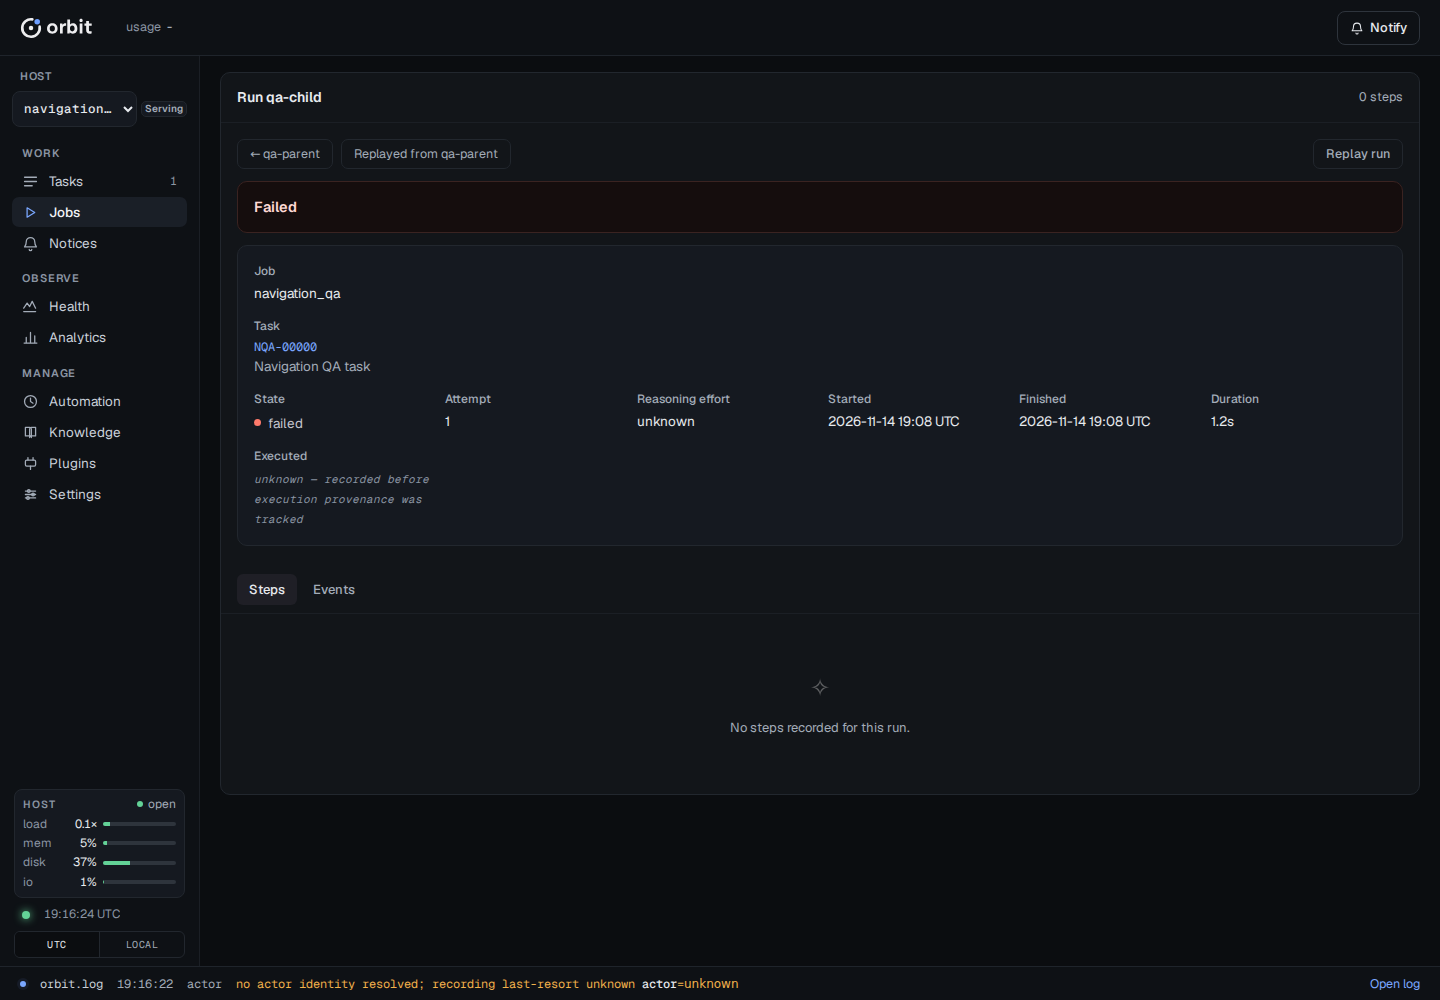 orbit
usage -
Notify
HOST
navigation…
Serving
WORK
Tasks 1
Jobs
Notices
OBSERVE
Health
Analytics
MANAGE
Automation
Knowledge
Plugins
Settings
HOST open
load 0.1×
mem 5%
disk 37%
io 1%
19:16:24 UTC
UTC LOCAL
Run qa-child
0 steps
← qa-parent
Replayed from qa-parent
Replay run
Failed
Job
navigation_qa
Task
NQA-00000
Navigation QA task
State Attempt Reasoning effort Started Finished Duration
failed 1 unknown 2026-11-14 19:08 UTC 2026-11-14 19:08 UTC 1.2s
Executed
unknown — recorded before
execution provenance was
tracked
Steps Events
No steps recorded for this run.
orbit.log 19:16:22 actor no actor identity resolved; recording last-resort unknown actor=unknown
Open log